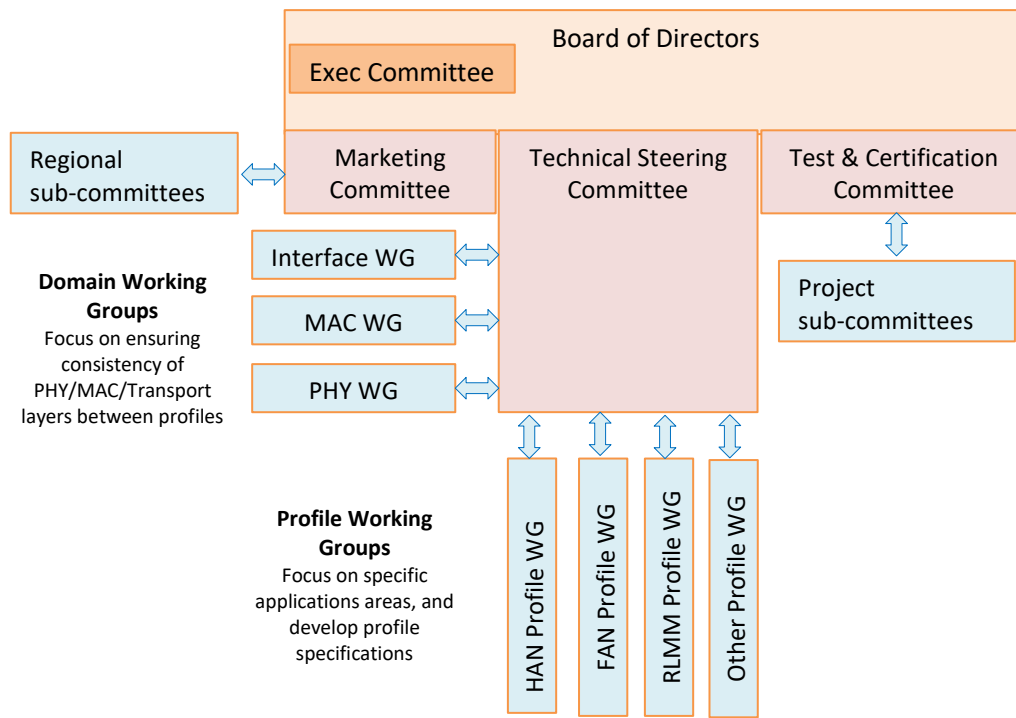 Board of Directors
Exec Committee
Regional
sub-committees
Marketing
Committee
Technical Steering
Committee
Test & Certification
Committee
Interface WG
MAC WG
PHY WG
Domain Working
Groups
Focus on ensuring
consistency of
PHY/MAC/Transport
layers between profiles
Project
sub-committees
Profile Working
Groups
Focus on specific
applications areas, and
develop profile
specifications
HAN Profile WG
FAN Profile WG
RLMM Profile WG
Other Profile WG